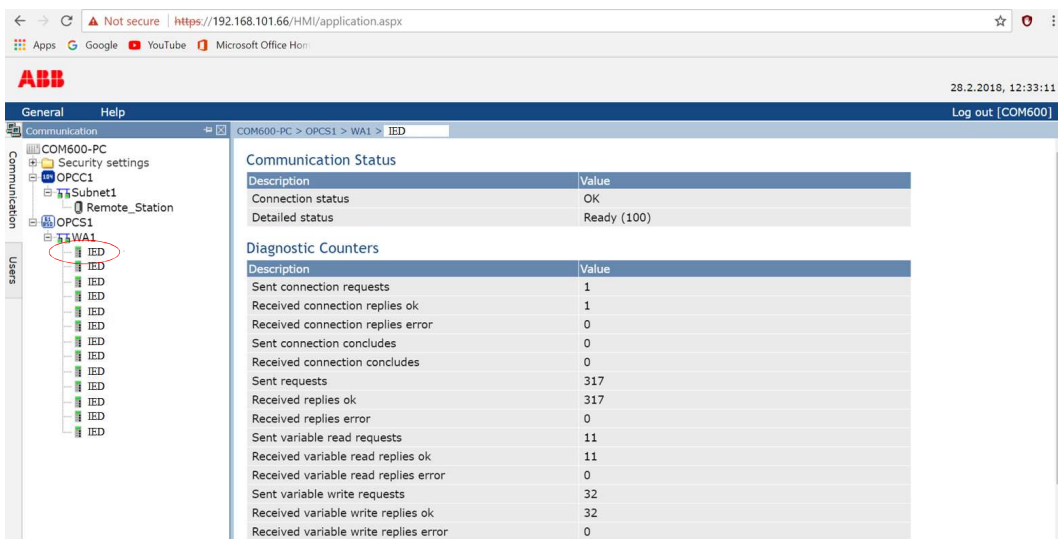 Not secure | https://192.168.101.66/HMI/application.aspx
Apps Google YouTube Microsoft Office Hom
ABB
28.2.2018, 12:33:11
General Help Log out [COM600]
Communication
COM600-PC > OPCS1 > WA1 > IED
Communication
Users
COM600-PC
Security settings
OPCC1
Subnet1
Remote_Station
OPCS1
WA1
IED
IED
IED
IED
IED
IED
IED
IED
IED
IED
IED
IED
IED
Communication Status
Description Value
Connection status OK
Detailed status Ready (100)
Diagnostic Counters
Description Value
Sent connection requests 1
Received connection replies ok 1
Received connection replies error 0
Sent connection concludes 0
Received connection concludes 0
Sent requests 317
Received replies ok 317
Received replies error 0
Sent variable read requests 11
Received variable read replies ok 11
Received variable read replies error 0
Sent variable write requests 32
Received variable write replies ok 32
Received variable write replies error 0